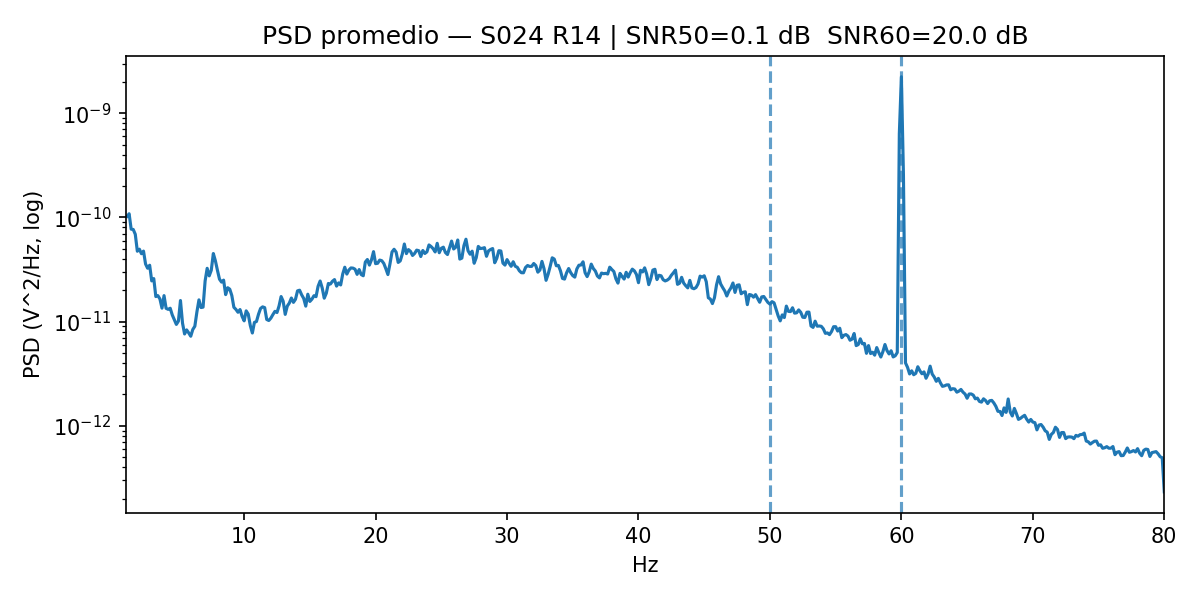 PSD promedio — S024 R14 | SNR50=0.1 dB  SNR60=20.0 dB
PSD (V^2/Hz, log)
10⁻⁹
10⁻¹⁰
10⁻¹¹
10⁻¹²
10 20 30 40 50 60 70 80
Hz